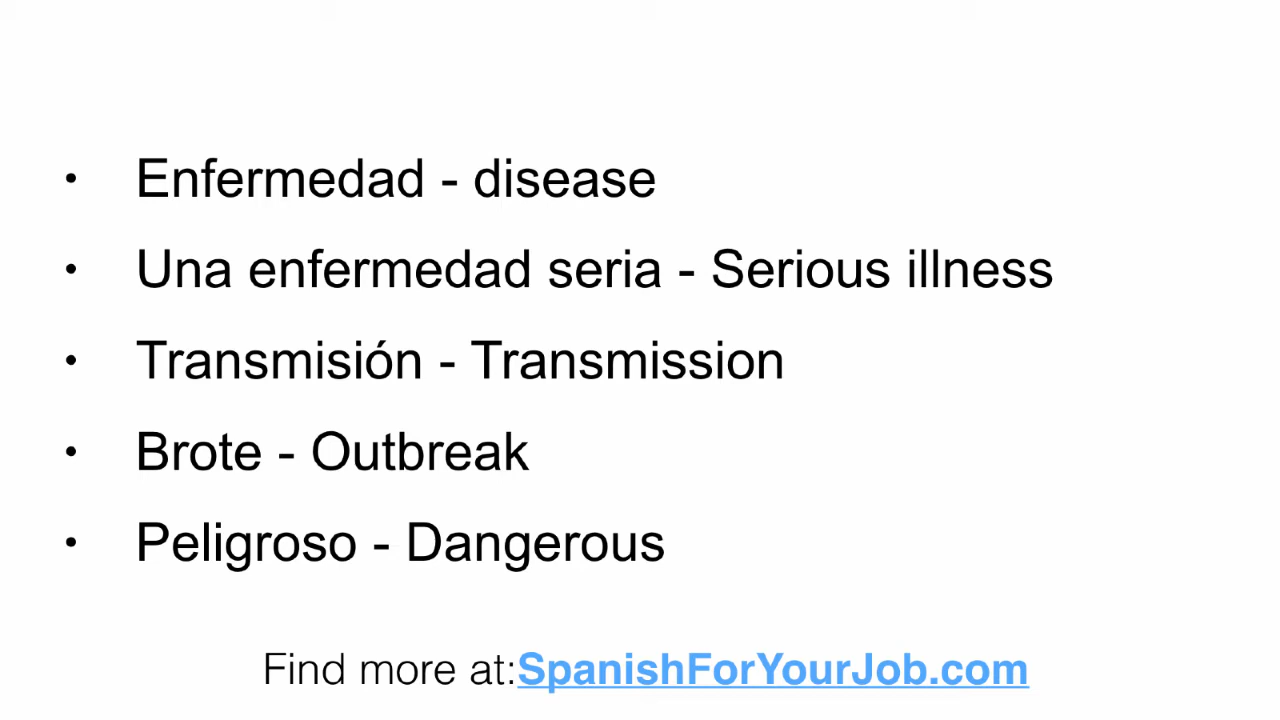 • Enfermedad - disease
• Una enfermedad seria - Serious illness
• Transmisión - Transmission
• Brote - Outbreak
• Peligroso - Dangerous
Find more at:SpanishForYourJob.com